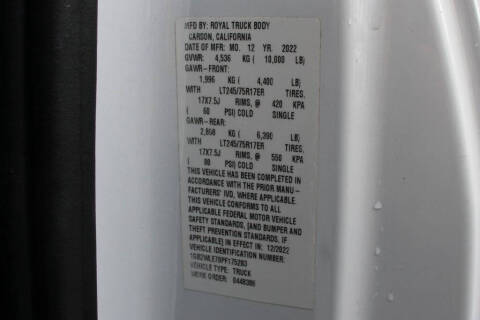 MFD BY: ROYAL TRUCK BODY
CARSON, CALIFORNIA
DATE OF MFR: MO. 12 YR. 2022
GVWR: 4,536 KG ( 10,000 LB)
GAWR-FRONT:
1,996 KG ( 4,400 LB)
WITH LT245/75R17ER TIRES,
17X7.5J RIMS, @ 420 KPA
( 60 PSI) COLD SINGLE
GAWR-REAR:
2,898 KG ( 6,390 LB)
WITH LT245/75R17ER TIRES,
17X7.5J RIMS, @ 550 KPA
( 80 PSI) COLD SINGLE
THIS VEHICLE HAS BEEN COMPLETED IN
ACCORDANCE WITH THE PRIOR MANU-
FACTURERS' IVD, WHERE APPLICABLE.
THIS VEHICLE CONFORMS TO ALL
APPLICABLE FEDERAL MOTOR VEHICLE
SAFETY STANDARDS, [AND BUMPER AND
THEFT PREVENTION STANDARDS, IF
APPLICABLE] IN EFFECT IN: 12/2022
VEHICLE IDENTIFICATION NUMBER:
VEHICLE TYPE: TRUCK
WORK ORDER: